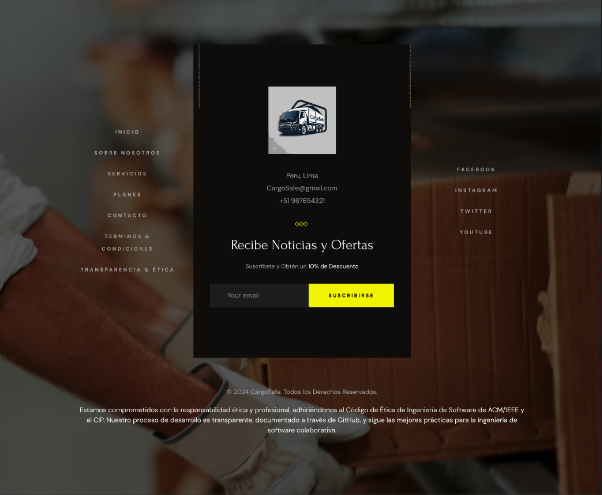 INICIO
SOBRE NOSOTROS
SERVICIOS
PLANES
CONTACTO
TERMINOS &
CONDICIONES
TRANSPARENCIA & ÉTICA
Peru, Lima
CargoSafe@gmail.com
+51 987654321
Recibe Noticias y Ofertas
Suscríbete y Obtén un 10% de Descuento
Your email
SUSCRIBIRSE
FACEBOOK
INSTAGRAM
TWITTER
YOUTUBE
© 2024 CargoSafe. Todos los Derechos Reservados.
Estamos comprometidos con la responsabilidad ética y profesional, adhiriéndonos al Código de Ética de Ingeniería de Software de ACM/IEEE y
el CIP. Nuestro proceso de desarrollo es transparente, documentado a través de GitHub, y sigue las mejores prácticas para la ingeniería de
software colaborativa.